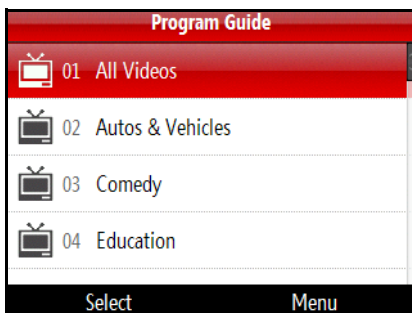 Program Guide
01 All Videos
02 Autos & Vehicles
03 Comedy
04 Education
Select Menu